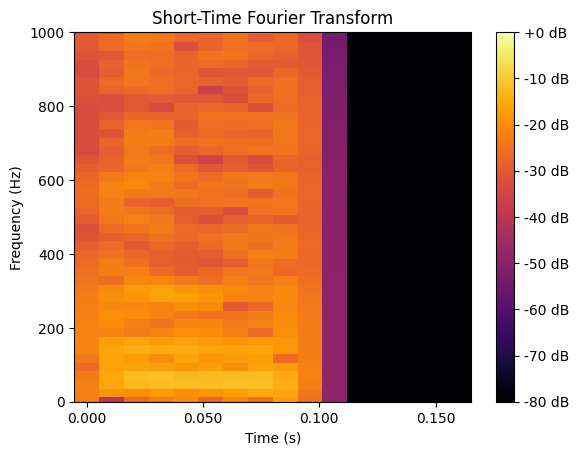 Short-Time Fourier Transform
1000
800
600
400
200
0
Frequency (Hz)
0.000
0.050
0.100
0.150
Time (s)
+0 dB
-10 dB
-20 dB
-30 dB
-40 dB
-50 dB
-60 dB
-70 dB
-80 dB